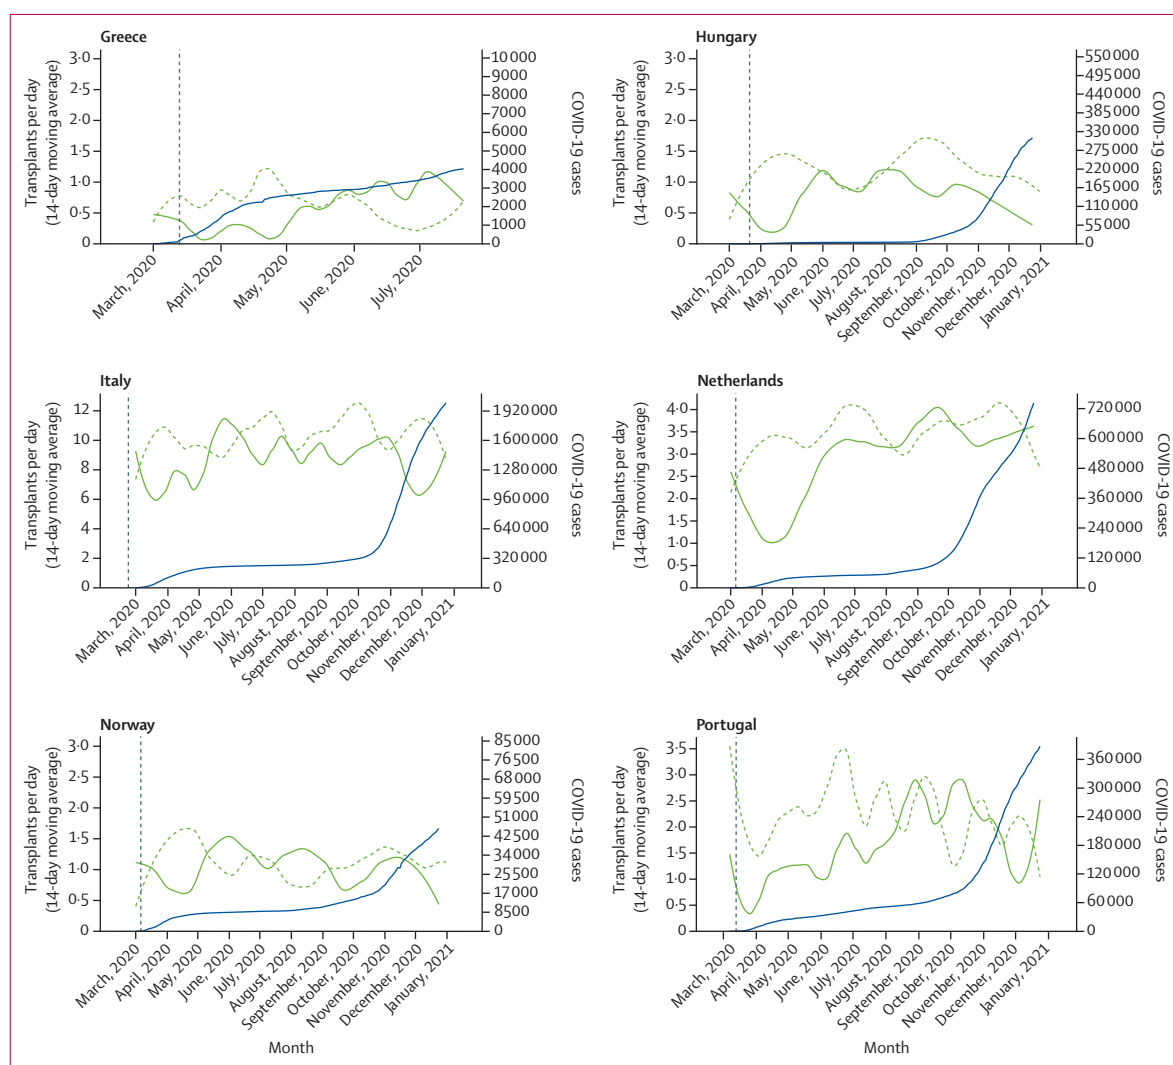 Greece
Transplants per day
(14-day moving average)
3·0
2·5
2·0
1·5
1·0
0·5
0
10 000
9000
8000
7000
6000
5000
4000
3000
2000
1000
0
COVID-19 cases
March, 2020
April, 2020
May, 2020
June, 2020
July, 2020
Hungary
Transplants per day
(14-day moving average)
3·0
2·5
2·0
1·5
1·0
0·5
0
550 000
495 000
440 000
385 000
330 000
275 000
220 000
165 000
110 000
55 000
0
COVID-19 cases
March, 2020
April, 2020
May, 2020
June, 2020
July, 2020
August, 2020
September, 2020
October, 2020
November, 2020
December, 2020
January, 2021
Italy
Transplants per day
(14-day moving average)
12
10
8
6
4
2
0
1 920 000
1 600 000
1 280 000
960 000
640 000
320 000
0
COVID-19 cases
March, 2020
April, 2020
May, 2020
June, 2020
July, 2020
August, 2020
September, 2020
October, 2020
November, 2020
December, 2020
January, 2021
Netherlands
Transplants per day
(14-day moving average)
4·0
3·5
3·0
2·5
2·0
1·5
1·0
0·5
0
720 000
600 000
480 000
360 000
240 000
120 000
0
COVID-19 cases
March, 2020
April, 2020
May, 2020
June, 2020
July, 2020
August, 2020
September, 2020
October, 2020
November, 2020
December, 2020
January, 2021
Norway
Transplants per day
(14-day moving average)
3·0
2·5
2·0
1·5
1·0
0·5
0
85 000
76 500
68 000
59 500
51 000
42 500
34 000
25 500
17 000
8500
0
COVID-19 cases
March, 2020
April, 2020
May, 2020
June, 2020
July, 2020
August, 2020
September, 2020
October, 2020
November, 2020
December, 2020
January, 2021
Month
Portugal
Transplants per day
(14-day moving average)
3·5
3·0
2·5
2·0
1·5
1·0
0·5
0
360 000
300 000
240 000
180 000
120 000
60 000
0
COVID-19 cases
March, 2020
April, 2020
May, 2020
June, 2020
July, 2020
August, 2020
September, 2020
October, 2020
November, 2020
December, 2020
January, 2021
Month